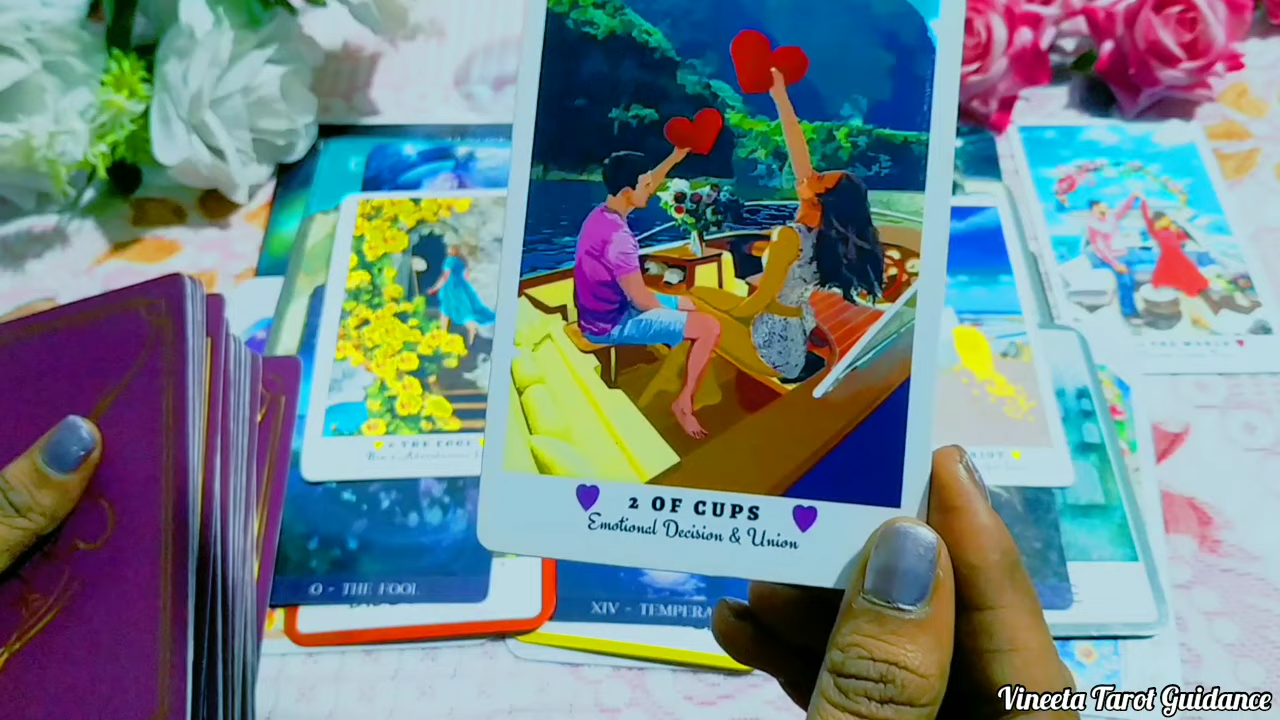 2 OF CUPS
Emotional Decision & Union
THE FOOL
0 - THE FOOL
XIV - TEMPERA
THE WORLD
Vineeta Tarot Guidance